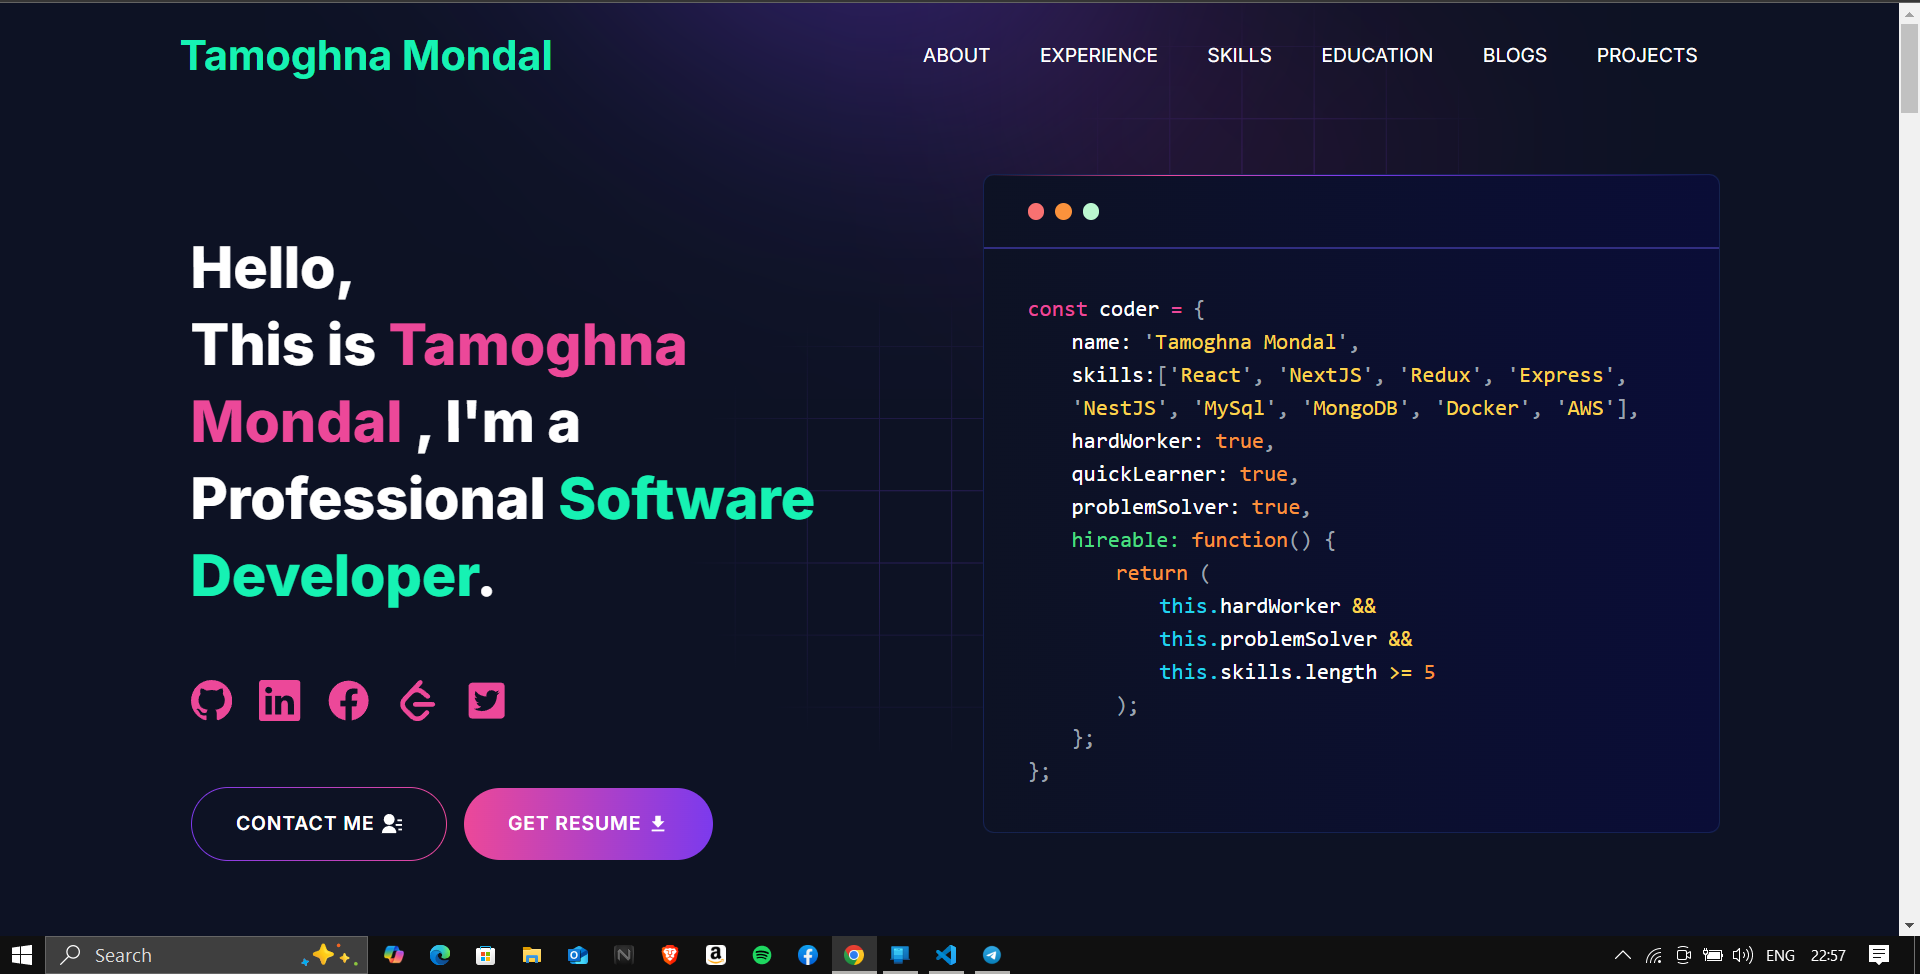 Tamoghna Mondal
ABOUT EXPERIENCE SKILLS EDUCATION BLOGS PROJECTS
Hello,
This is Tamoghna
Mondal , I'm a
Professional Software
Developer.
CONTACT ME
GET RESUME
const coder = {
name: 'Tamoghna Mondal',
skills:['React', 'NextJS', 'Redux', 'Express',
'NestJS', 'MySql', 'MongoDB', 'Docker', 'AWS'],
hardWorker: true,
quickLearner: true,
problemSolver: true,
hireable: function() {
return (
this.hardWorker &&
this.problemSolver &&
this.skills.length >= 5
);
};
};
Search
ENG 22:57